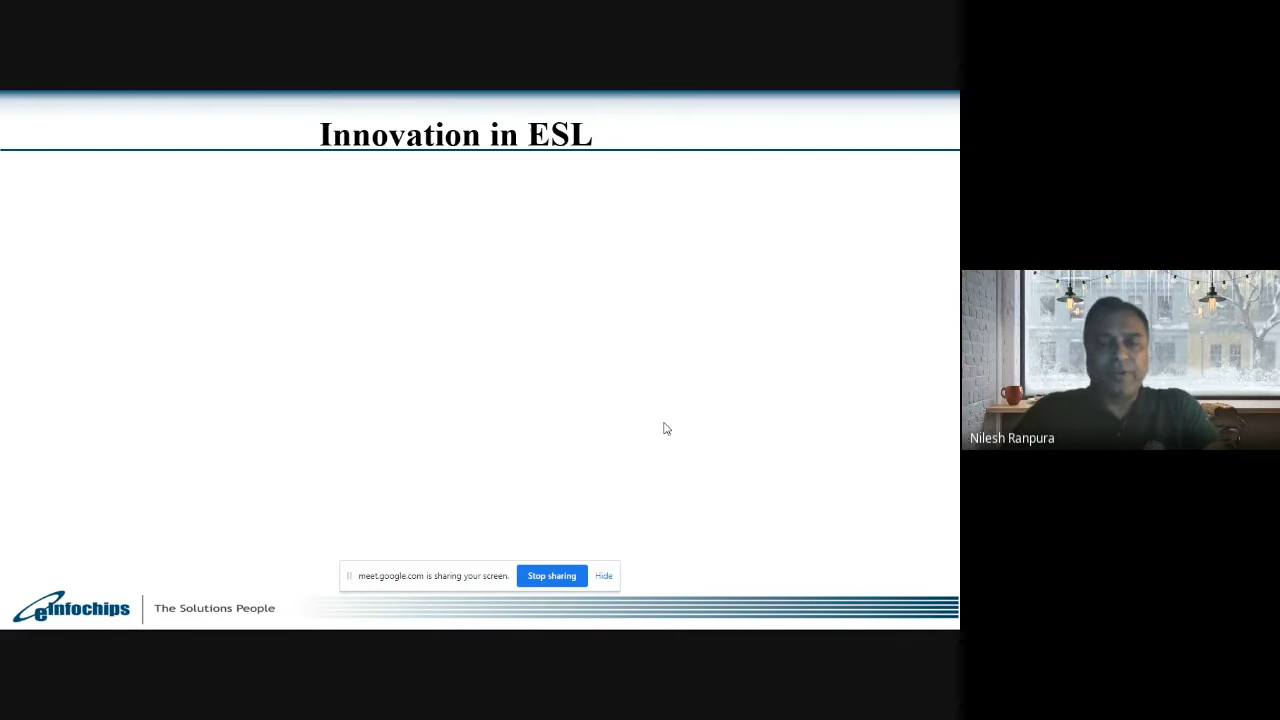 Innovation in ESL
Nilesh Ranpura
meet.google.com is sharing your screen.
Stop sharing
Hide
eInfochips
The Solutions People